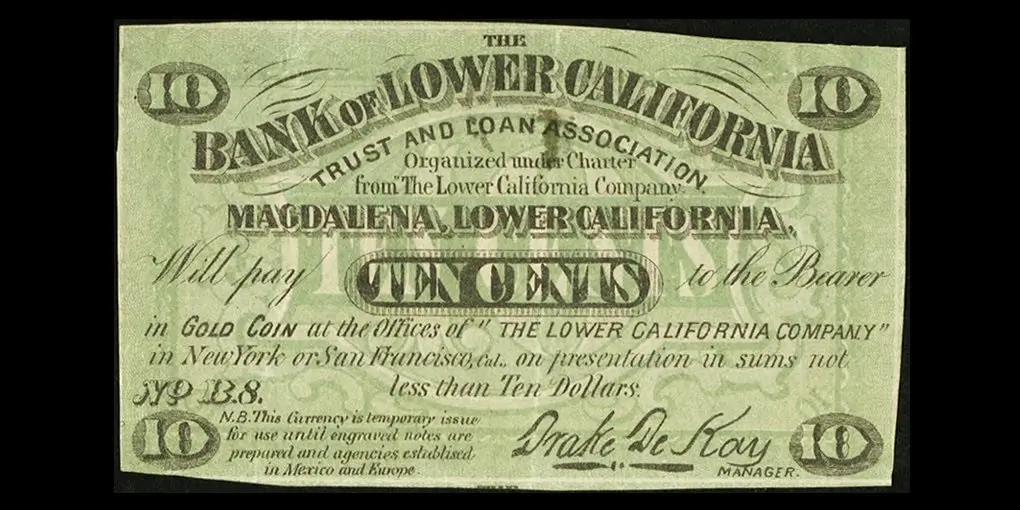 THE
10 10
BANK OF LOWER CALIFORNIA
TRUST AND LOAN ASSOCIATION.
Organized under Charter
from The Lower California Company.
MAGDALENA, LOWER CALIFORNIA,
Will pay TEN CENTS to the Bearer
in GOLD COIN at the Offices of "THE LOWER CALIFORNIA COMPANY"
in New York or San Francisco, Cal., on presentation in sums not
No B.8. less than Ten Dollars.
10 10
N.B. This Currency is temporary issue
for use until engraved notes are
prepared and agencies establised
in Mexico and Europe.
Drake De Kay
MANAGER.